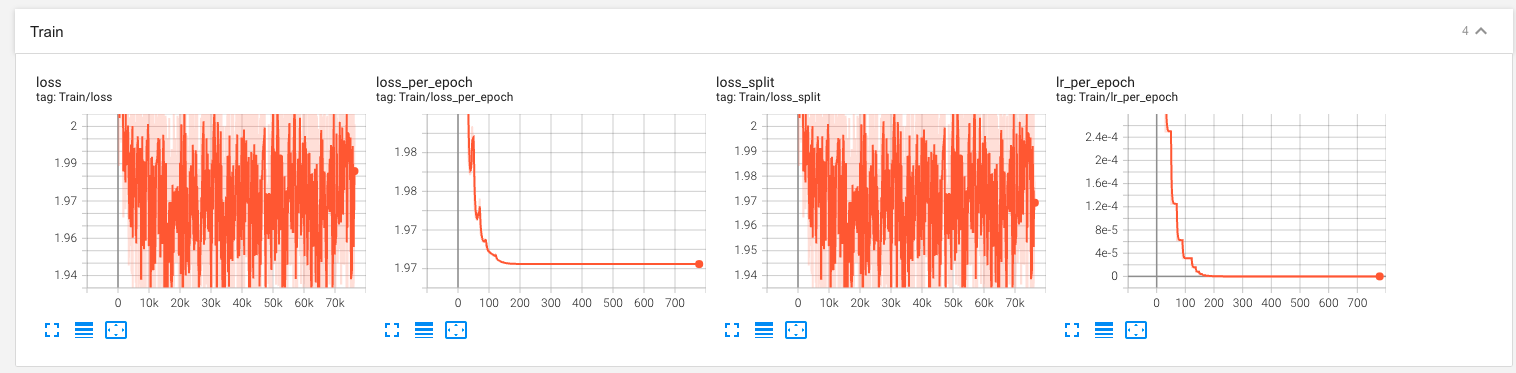 Train
4
loss
tag: Train/loss
2
1.99
1.97
1.96
1.94
0 10k 20k 30k 40k 50k 60k 70k
loss_per_epoch
tag: Train/loss_per_epoch
1.98
1.98
1.97
1.97
0 100 200 300 400 500 600 700
loss_split
tag: Train/loss_split
2
1.99
1.98
1.97
1.96
1.95
1.94
0 10k 20k 30k 40k 50k 60k 70k
lr_per_epoch
tag: Train/lr_per_epoch
2.4e-4
2e-4
1.6e-4
1.2e-4
8e-5
4e-5
0
0 100 200 300 400 500 600 700